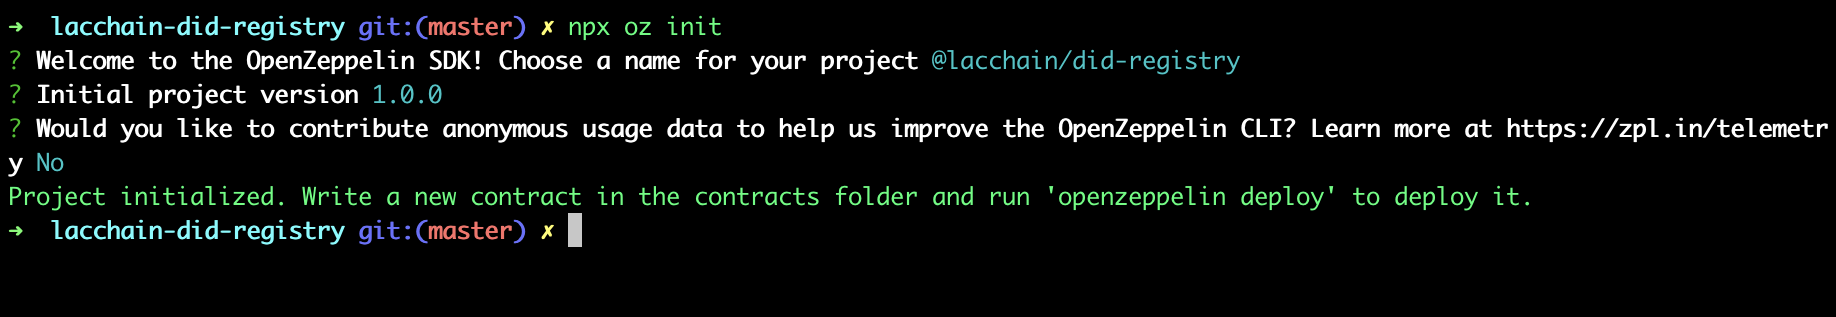 ➜  lacchain-did-registry git:(master) ✗ npx oz init
? Welcome to the OpenZeppelin SDK! Choose a name for your project @lacchain/did-registry
? Initial project version 1.0.0
? Would you like to contribute anonymous usage data to help us improve the OpenZeppelin CLI? Learn more at https://zpl.in/telemetr
y No
Project initialized. Write a new contract in the contracts folder and run 'openzeppelin deploy' to deploy it.
➜  lacchain-did-registry git:(master) ✗